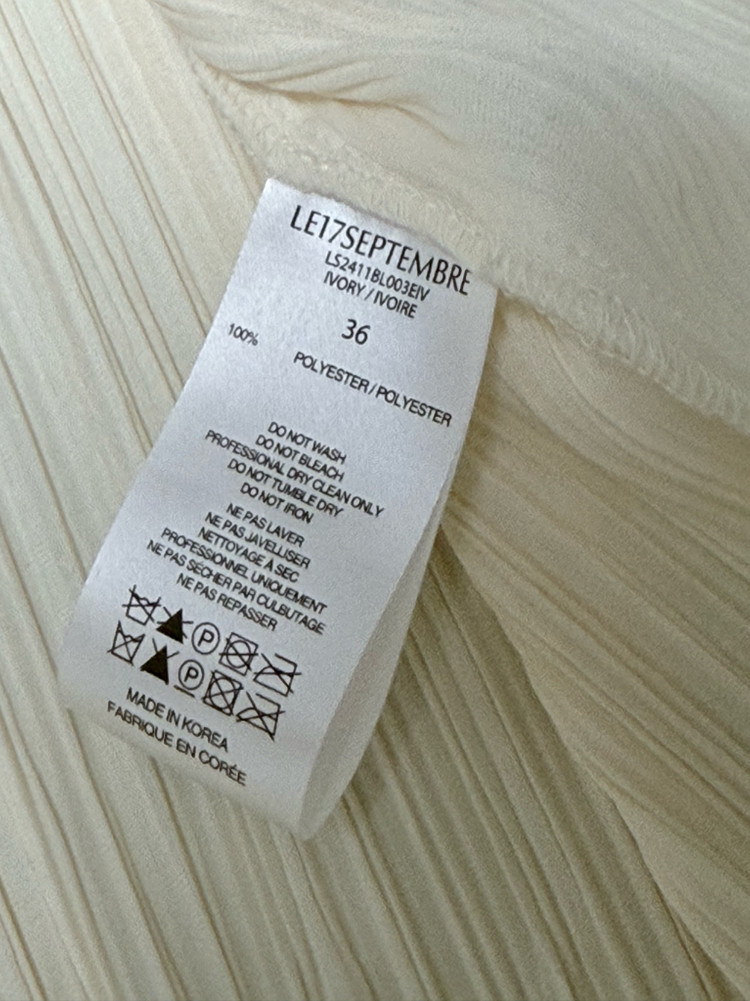 LE17SEPTEMBRE
LS2411BL003EIV
IVORY / IVOIRE
36
100% POLYESTER / POLYESTER
DO NOT WASH
DO NOT BLEACH
PROFESSIONAL DRY CLEAN ONLY
DO NOT TUMBLE DRY
DO NOT IRON
NE PAS LAVER
NE PAS JAVELLISER
NETTOYAGE À SEC
PROFESSIONNEL UNIQUEMENT
NE PAS SÉCHER PAR CULBUTAGE
NE PAS REPASSER
P
P
MADE IN KOREA
FABRIQUE EN CORÉE